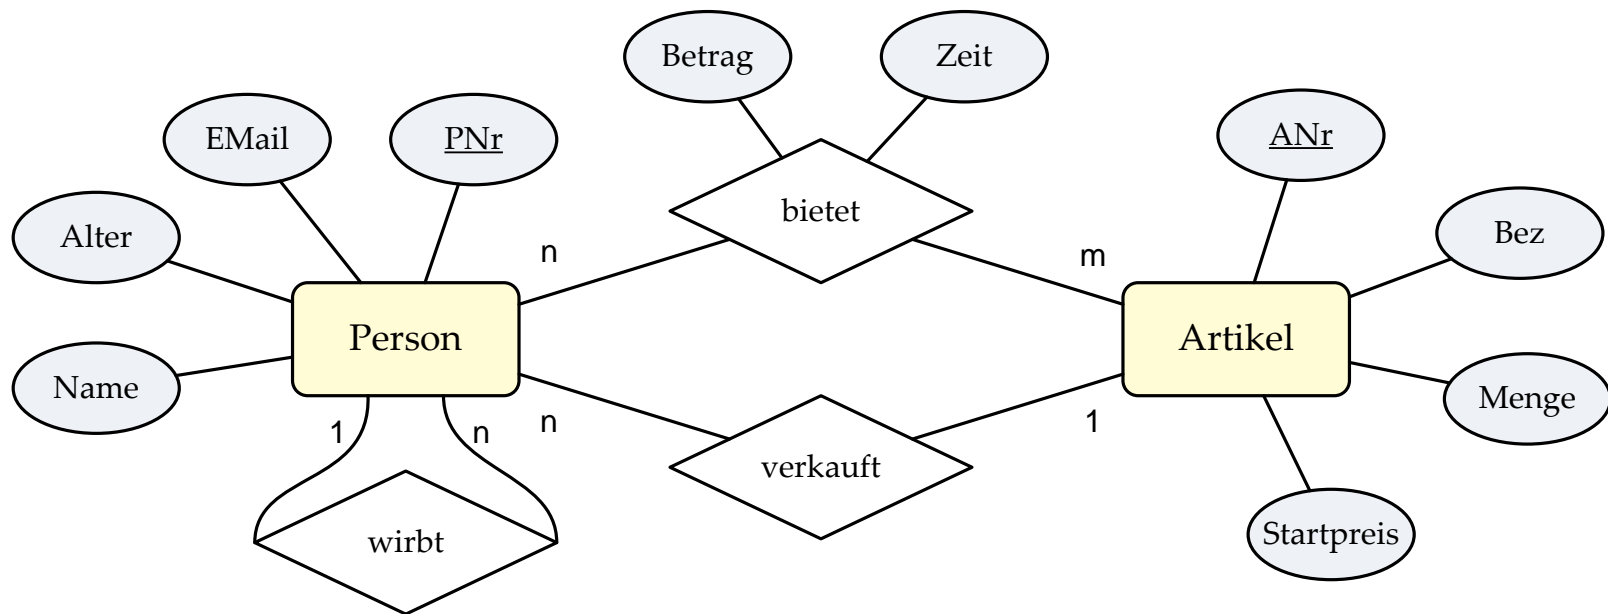 Betrag
Zeit
EMail
PNr
ANr
Alter
bietet
Bez
n
m
Person
Artikel
Name
Menge
1
n
n
1
verkauft
wirbt
Startpreis